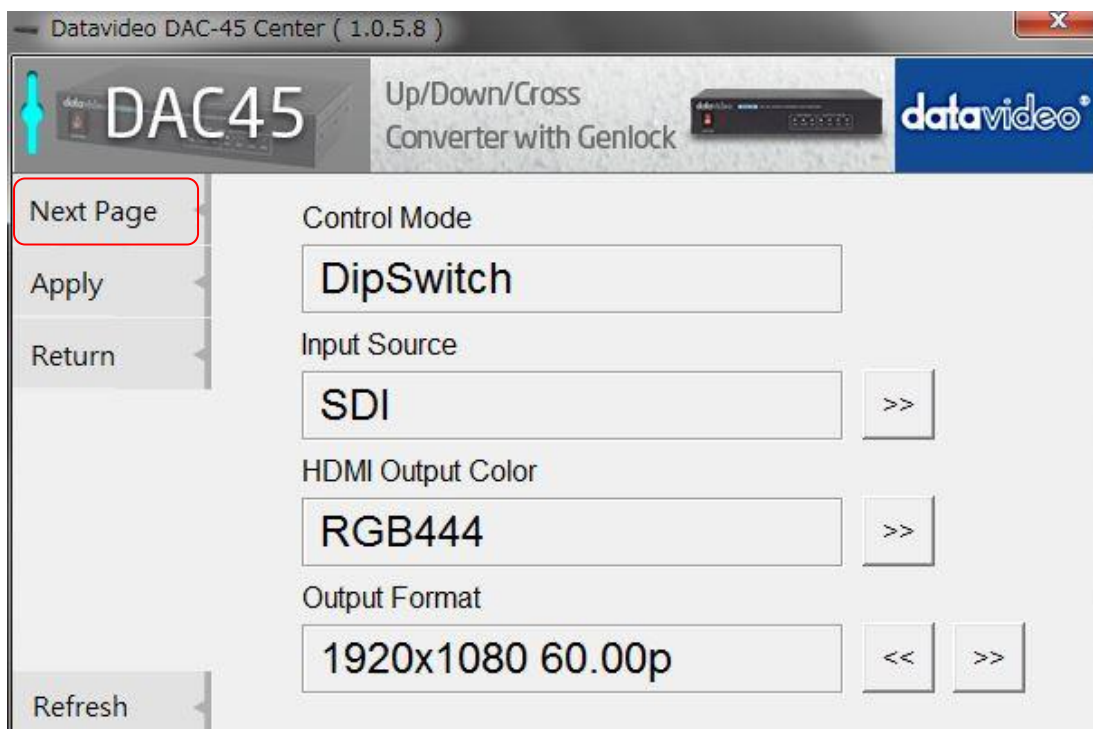 Datavideo DAC-45 Center ( 1.0.5.8 )
x
DAC45
Up/Down/Cross
Converter with Genlock
datavideo®
Next Page
Apply
Return
Refresh
Control Mode
DipSwitch
Input Source
SDI
>>
HDMI Output Color
RGB444
>>
Output Format
1920x1080 60.00p
<<
>>